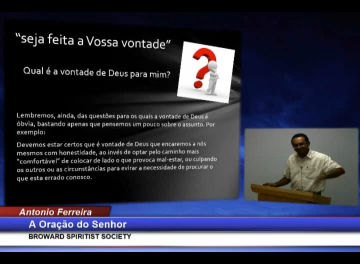 “seja feita a Vossa vontade”
Qual é a vontade de Deus para mim?
Lembremos, ainda, das questões para os quais a vontade de Deus é
óbvia, bastando apenas que pensemos um pouco sobre o assunto. Por
exemplo:
Devemos estar certos que é vontade de Deus que encaremos a nós
mesmos com honestidade, ao invés de optar pelo caminho mais
“comfortável” de colocar de lado o que provoca mal-estar, ou culpando
os outros ou as circunstâncias para evirar a necessidade de procurar o
que esta errado conosco.
Antonio Ferreira
A Oração do Senhor
BROWARD SPIRITIST SOCIETY